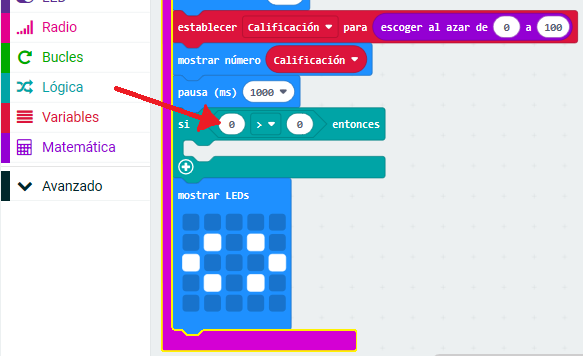 Radio
Bucles
Lógica
Variables
Matemática
Avanzado
establecer Calificación para escoger al azar de 0 a 100
mostrar número Calificación
pausa (ms) 1000
si 0 > 0 entonces
mostrar LEDs